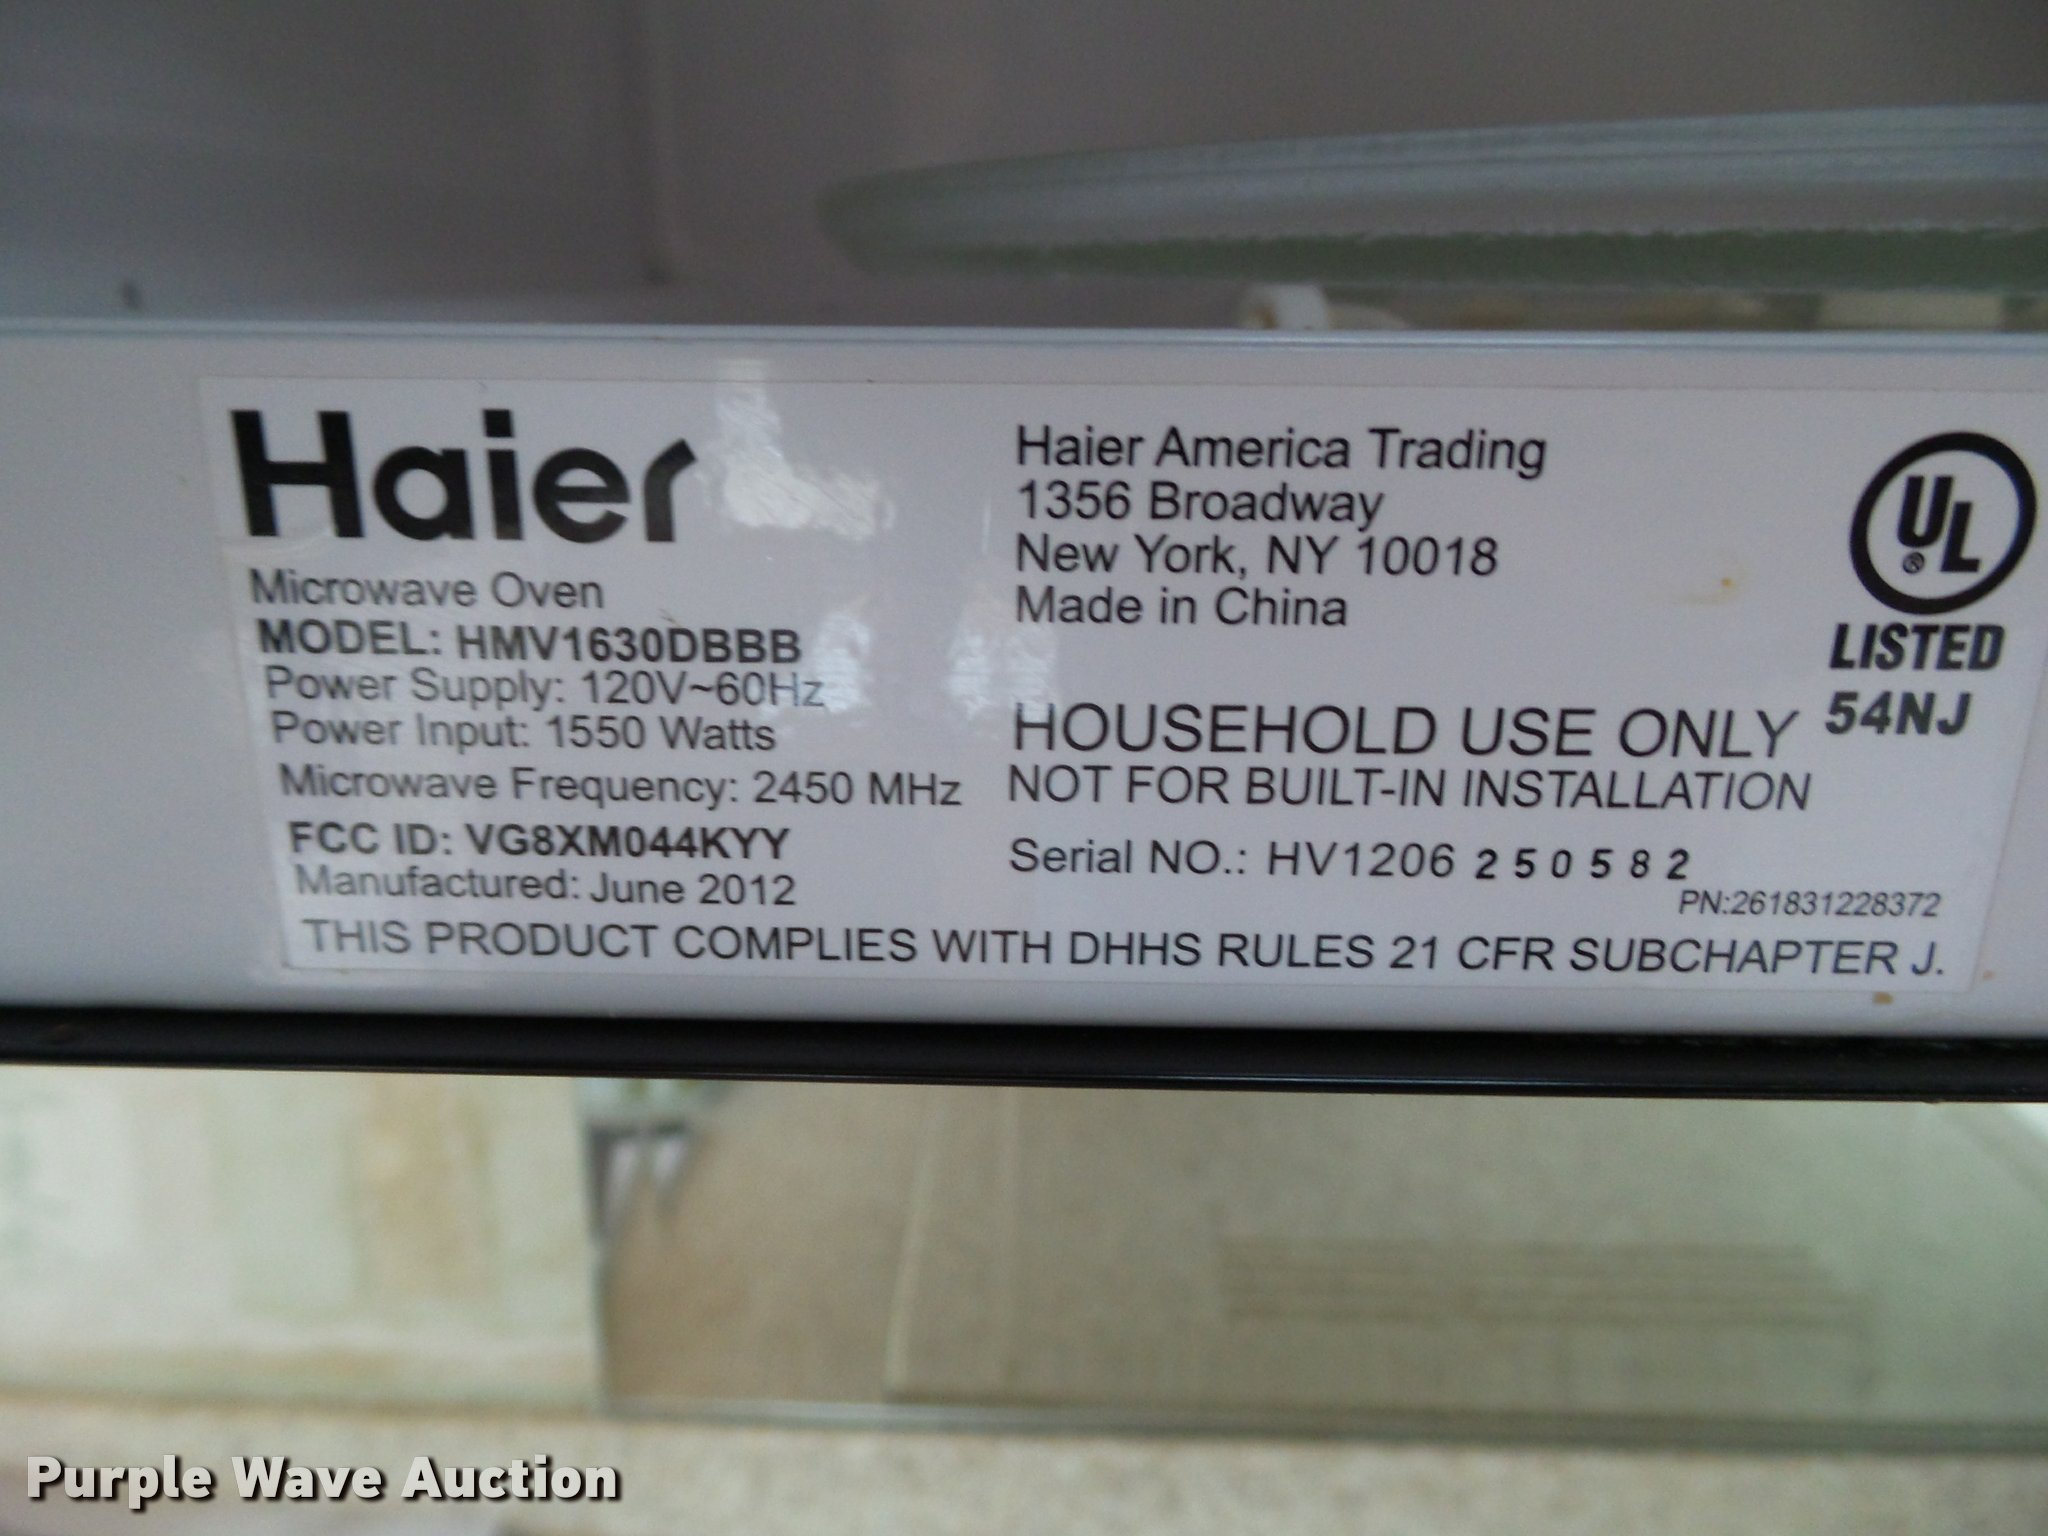 Haier
Microwave Oven
MODEL: HMV1630DBBB
Power Supply: 120V~60Hz
Power Input: 1550 Watts
Microwave Frequency: 2450 MHz
FCC ID: VG8XM044KYY
Manufactured: June 2012
Haier America Trading
1356 Broadway
New York, NY 10018
Made in China
UL ®
LISTED
54NJ
HOUSEHOLD USE ONLY
NOT FOR BUILT-IN INSTALLATION
Serial NO.: HV1206 250582
PN:261831228372
THIS PRODUCT COMPLIES WITH DHHS RULES 21 CFR SUBCHAPTER J.
Purple Wave Auction